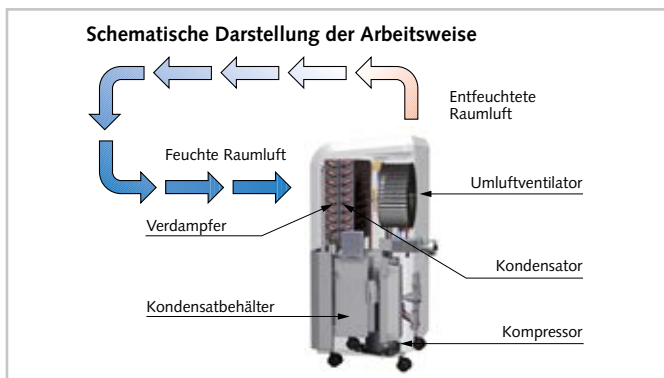 Schematische Darstellung der Arbeitsweise
Entfeuchtete
Raumluft
Feuchte Raumluft
Umluftventilator
Verdampfer
Kondensator
Kondensatbehälter
Kompressor